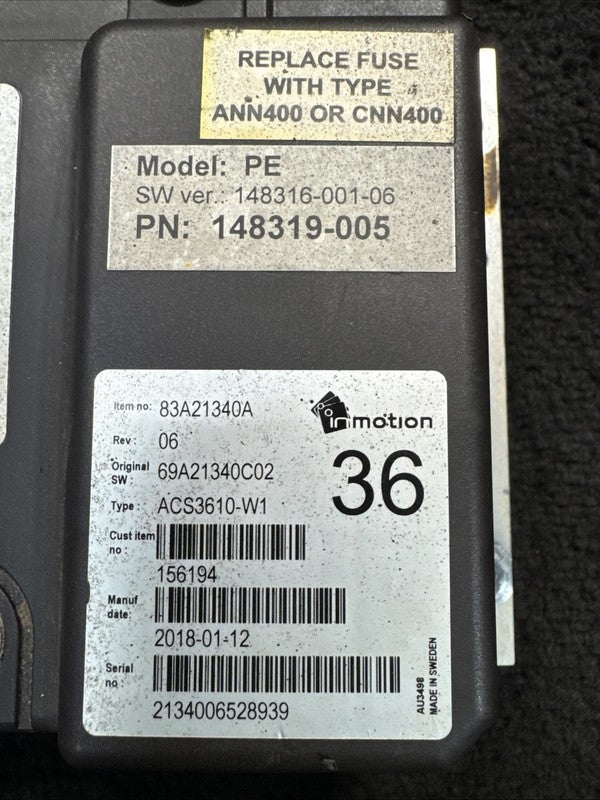 REPLACE FUSE
WITH TYPE
ANN400 OR CNN400
Model: PE
SW ver.: 148316-001-06
PN: 148319-005
Item no: 83A21340A
inmotion
Rev : 06
36
Original SW : 69A21340C02
Type : ACS3610-W1
Cust item no :
156194
Manuf date:
2018-01-12
Serial no :
2134006528939
AU3498
MADE IN SWEDEN